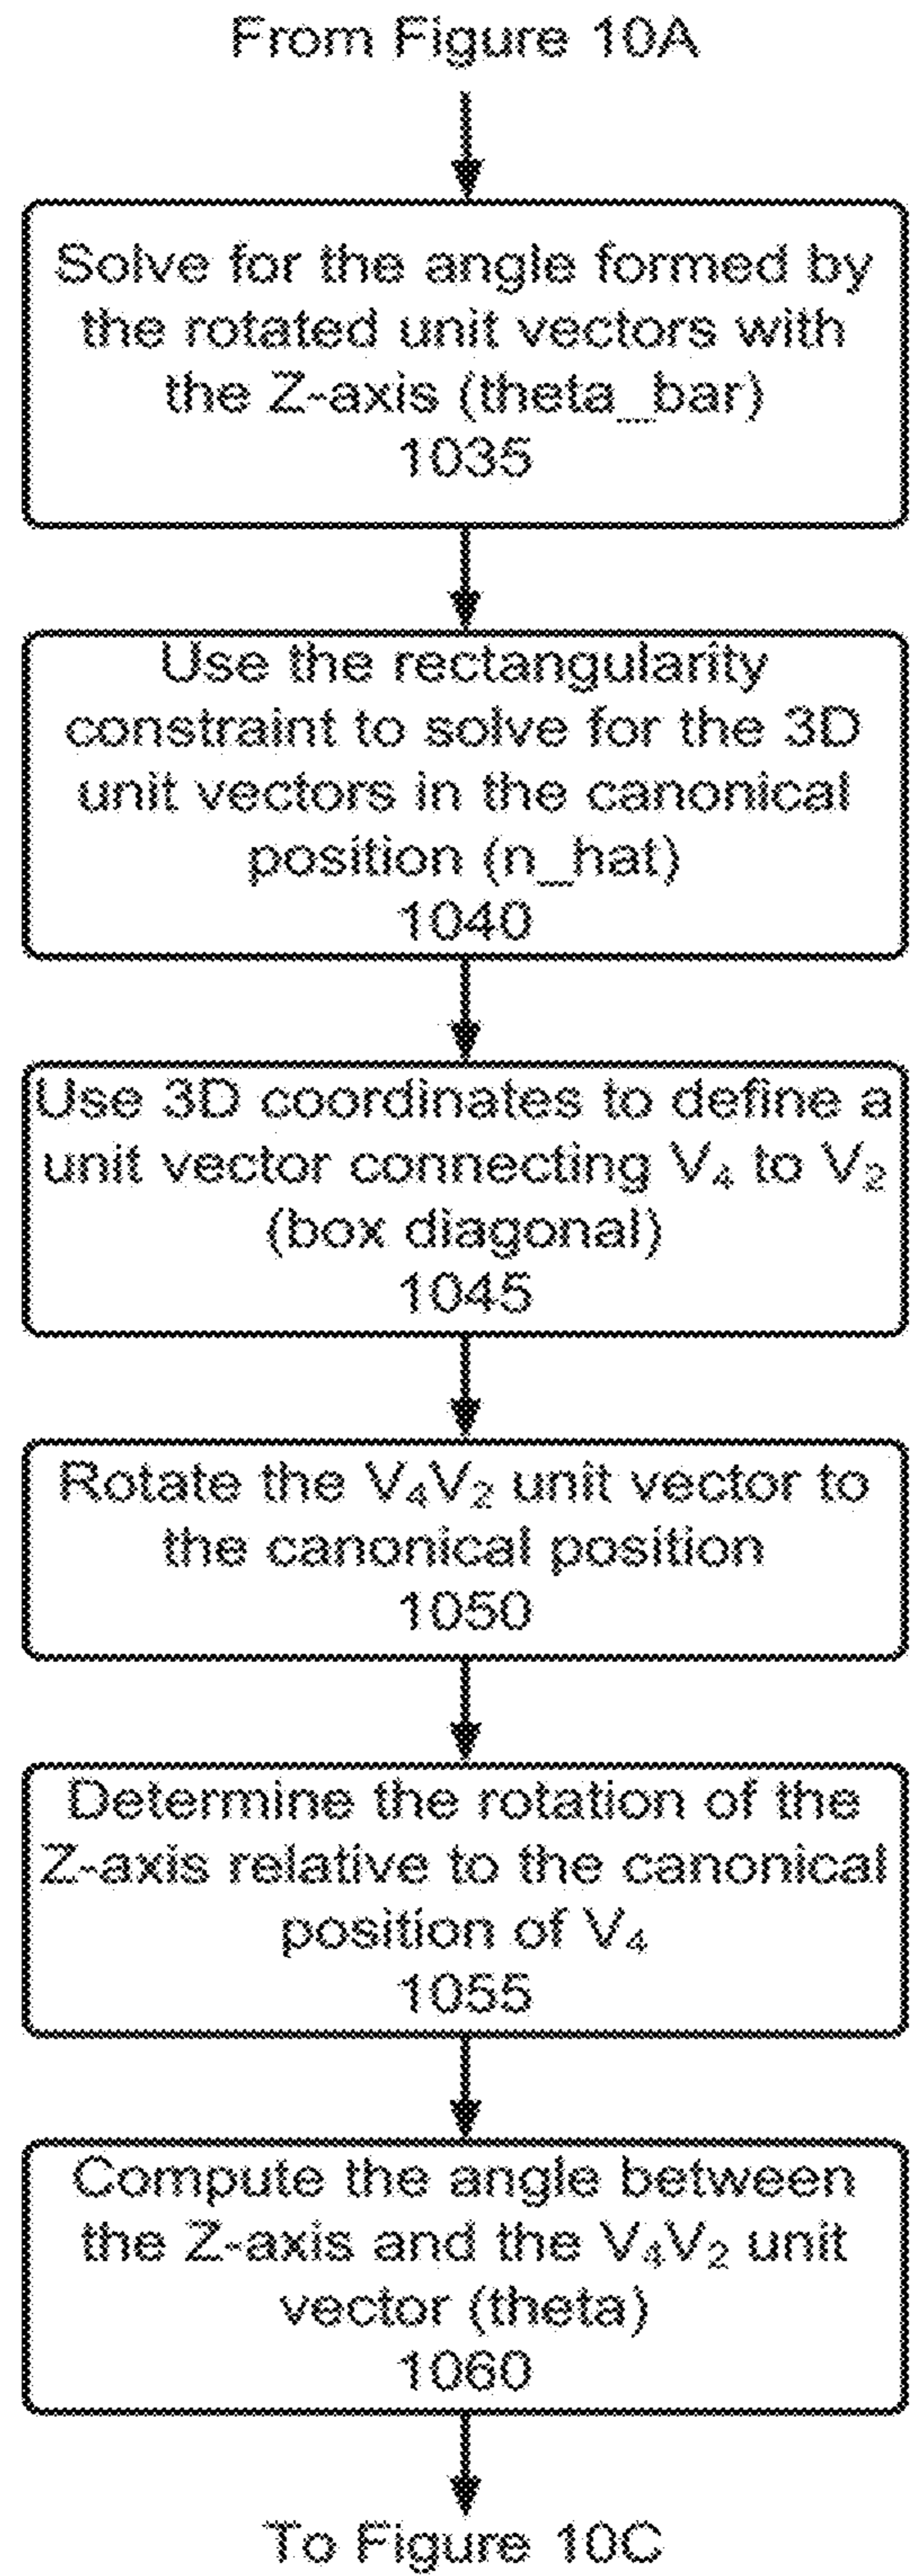 From Figure 10A
Solve for the angle formed by
the rotated unit vectors with
the Z-axis (theta_bar)
1035
Use the rectangularity
constraint to solve for the 3D
unit vectors in the canonical
position (n_hat)
1040
Use 3D coordinates to define a
unit vector connecting V₄ to V₂
(box diagonal)
1045
Rotate the V₄V₂ unit vector to
the canonical position
1050
Determine the rotation of the
Z-axis relative to the canonical
position of V₄
1055
Compute the angle between
the Z-axis and the V₄V₂ unit
vector (theta)
1060
To Figure 10C